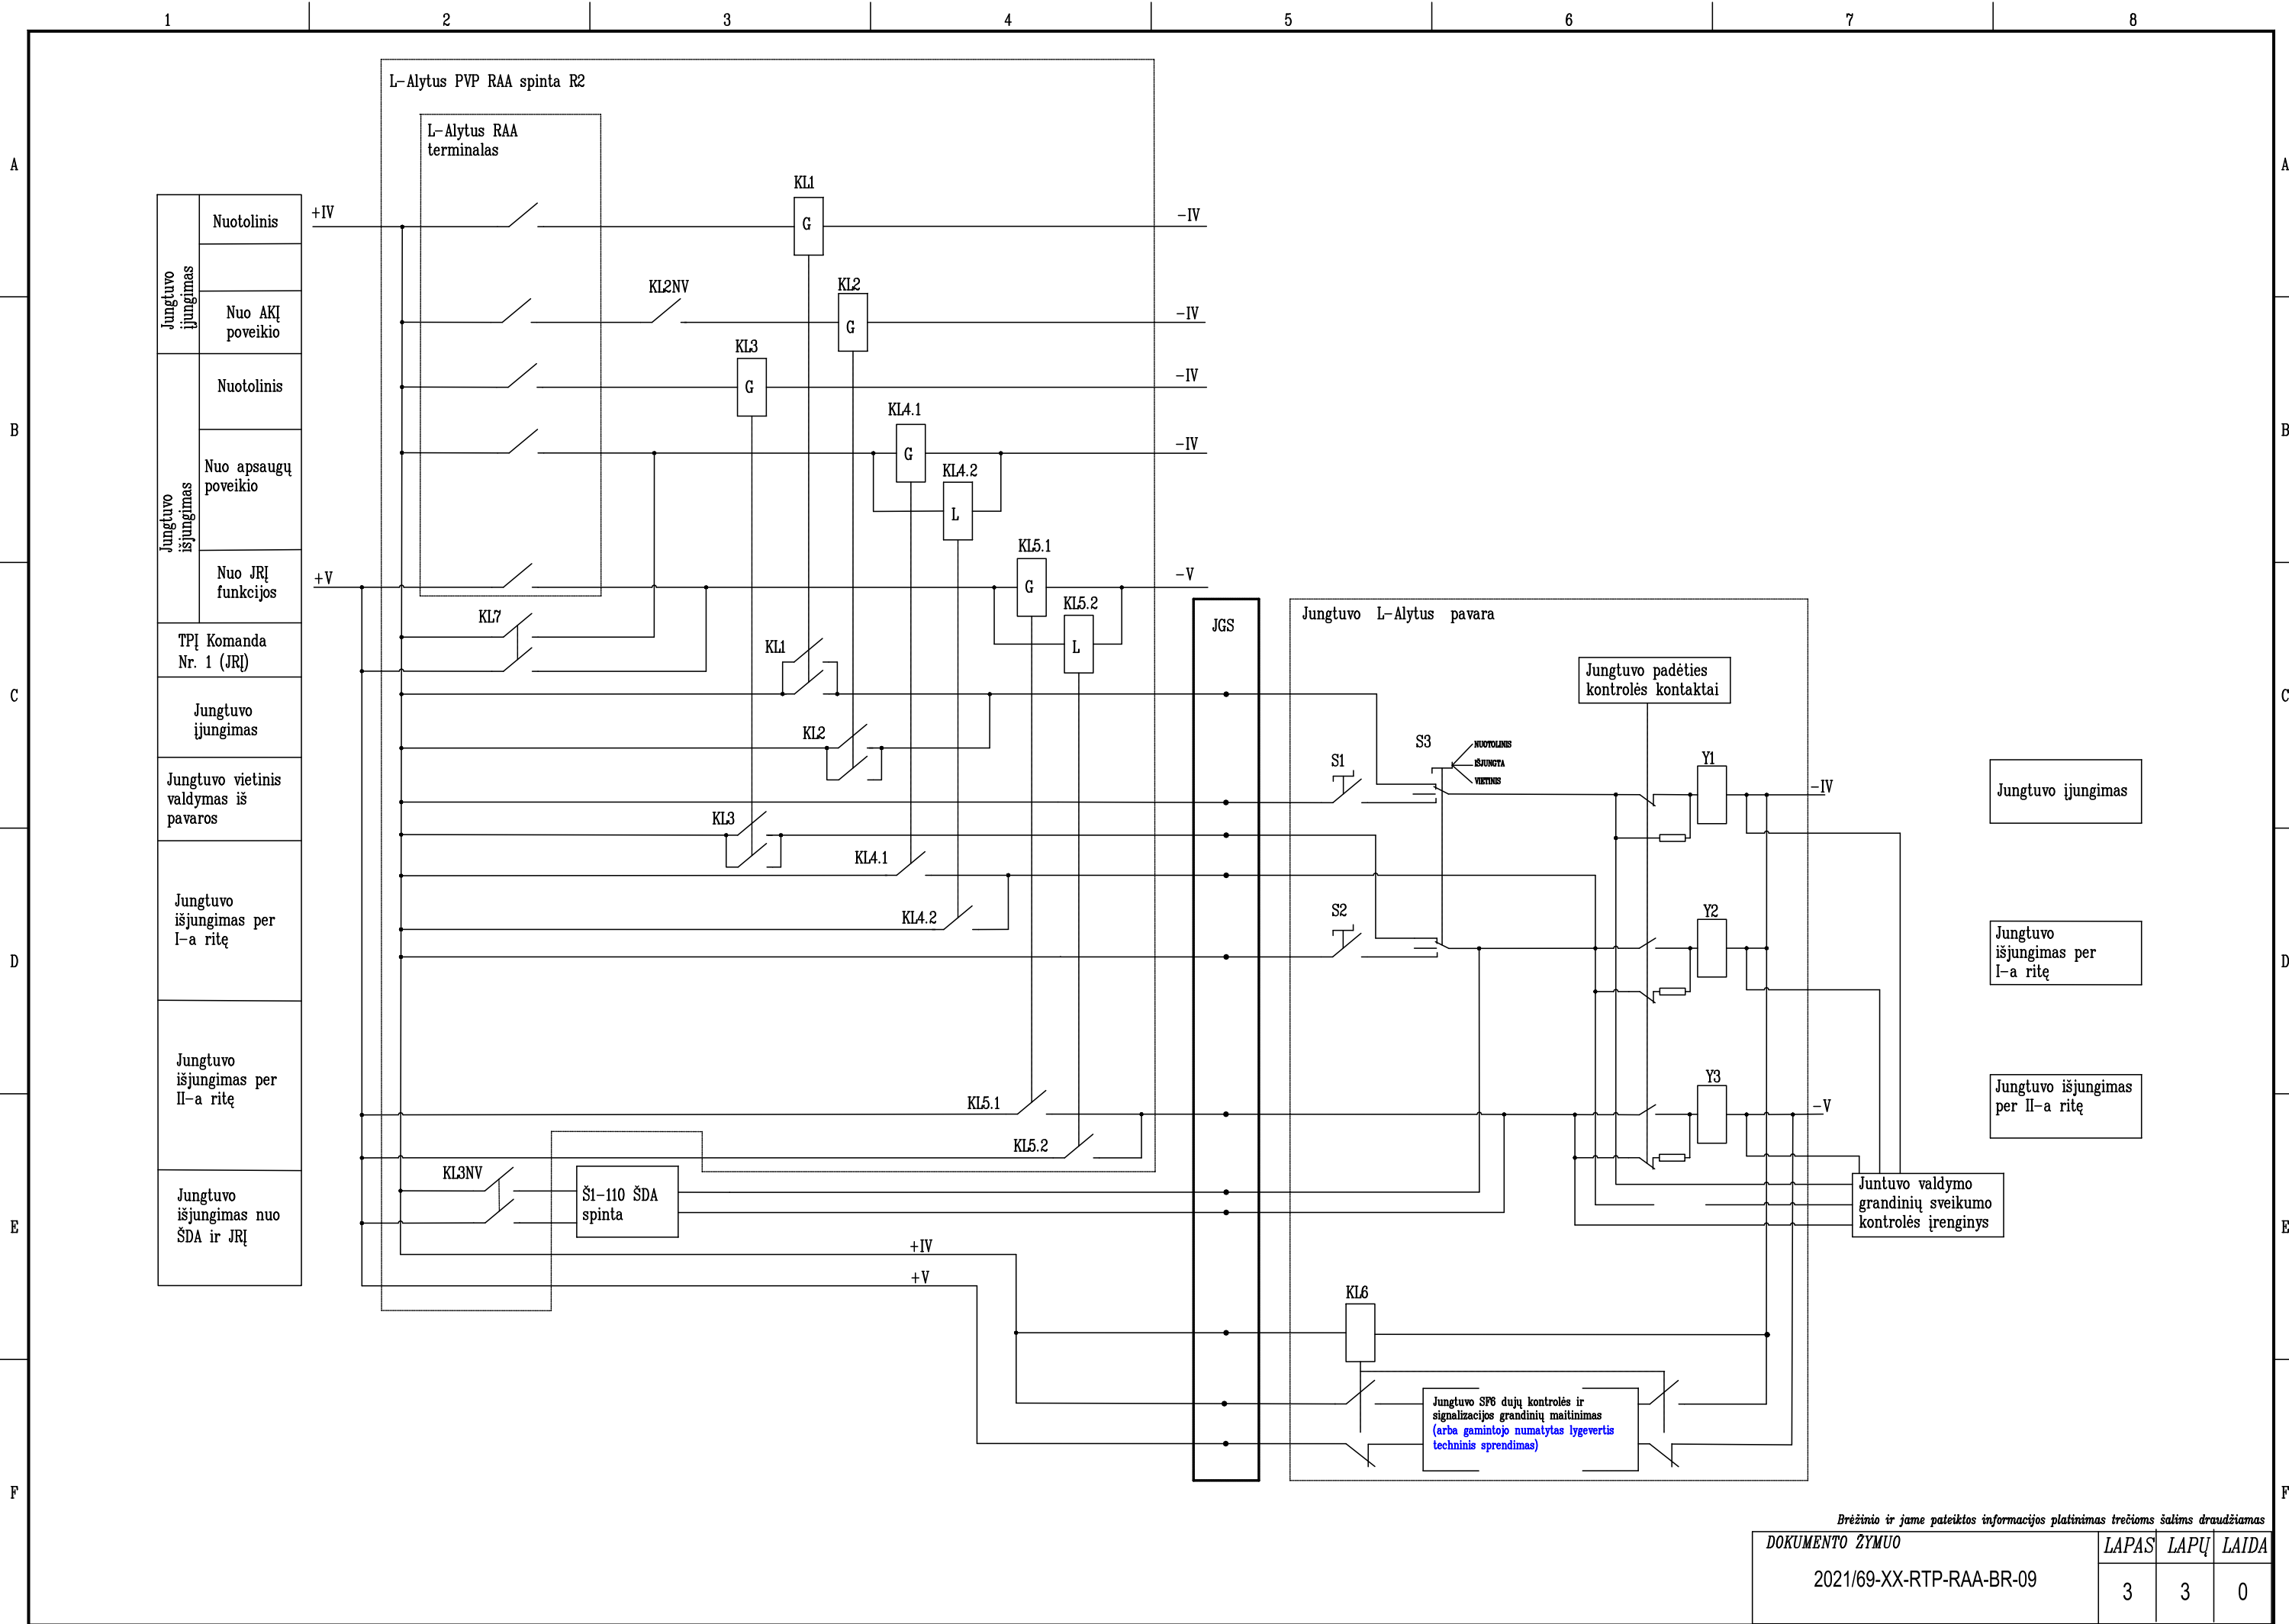 1 2 3 4 5 6 7 8
A
B
C
D
E
F
A
B
C
D
E
F
L-Alytus PVP RAA spinta R2
L-Alytus RAA
terminalas
Jungtuvo
įjungimas
Nuotolinis
Nuo AKĮ
poveikio
Jungtuvo
išjungimas
Nuotolinis
Nuo apsaugų
poveikio
Nuo JRĮ
funkcijos
TPĮ Komanda
Nr. 1 (JRĮ)
Jungtuvo
įjungimas
Jungtuvo vietinis
valdymas iš
pavaros
Jungtuvo
išjungimas per
I-a ritę
Jungtuvo
išjungimas per
II-a ritę
Jungtuvo
išjungimas nuo
ŠDA ir JRĮ
+IV
KL1
G
-IV
KL2NV
KL2
G
-IV
KL3
G
-IV
KL4.1
G
-IV
KL4.2
L
+V
KL5.1
G
-V
KL5.2
L
KL7
KL1
KL2
KL3
KL4.1
KL4.2
KL5.1
KL5.2
KL3NV
Š1-110 ŠDA
spinta
+IV
+V
JGS
Jungtuvo L-Alytus pavara
Jungtuvo padėties
kontrolės kontaktai
S1
S3
NUOTOLINIS
IŠJUNGTA
VIETINIS
Y1
-IV
S2
Y2
Y3
-V
Juntuvo valdymo
grandinių sveikumo
kontrolės įrenginys
KL6
Jungtuvo SF6 dujų kontrolės ir
signalizacijos grandinių maitinimas
(arba gamintojo numatytas lygevertis
techninis sprendimas)
Jungtuvo įjungimas
Jungtuvo
išjungimas per
I-a ritę
Jungtuvo išjungimas
per II-a ritę
Brėžinio ir jame pateiktos informacijos platinimas trečioms šalims draudžiamas
DOKUMENTO ŽYMUO
2021/69-XX-RTP-RAA-BR-09
LAPAS LAPŲ LAIDA
3 3 0